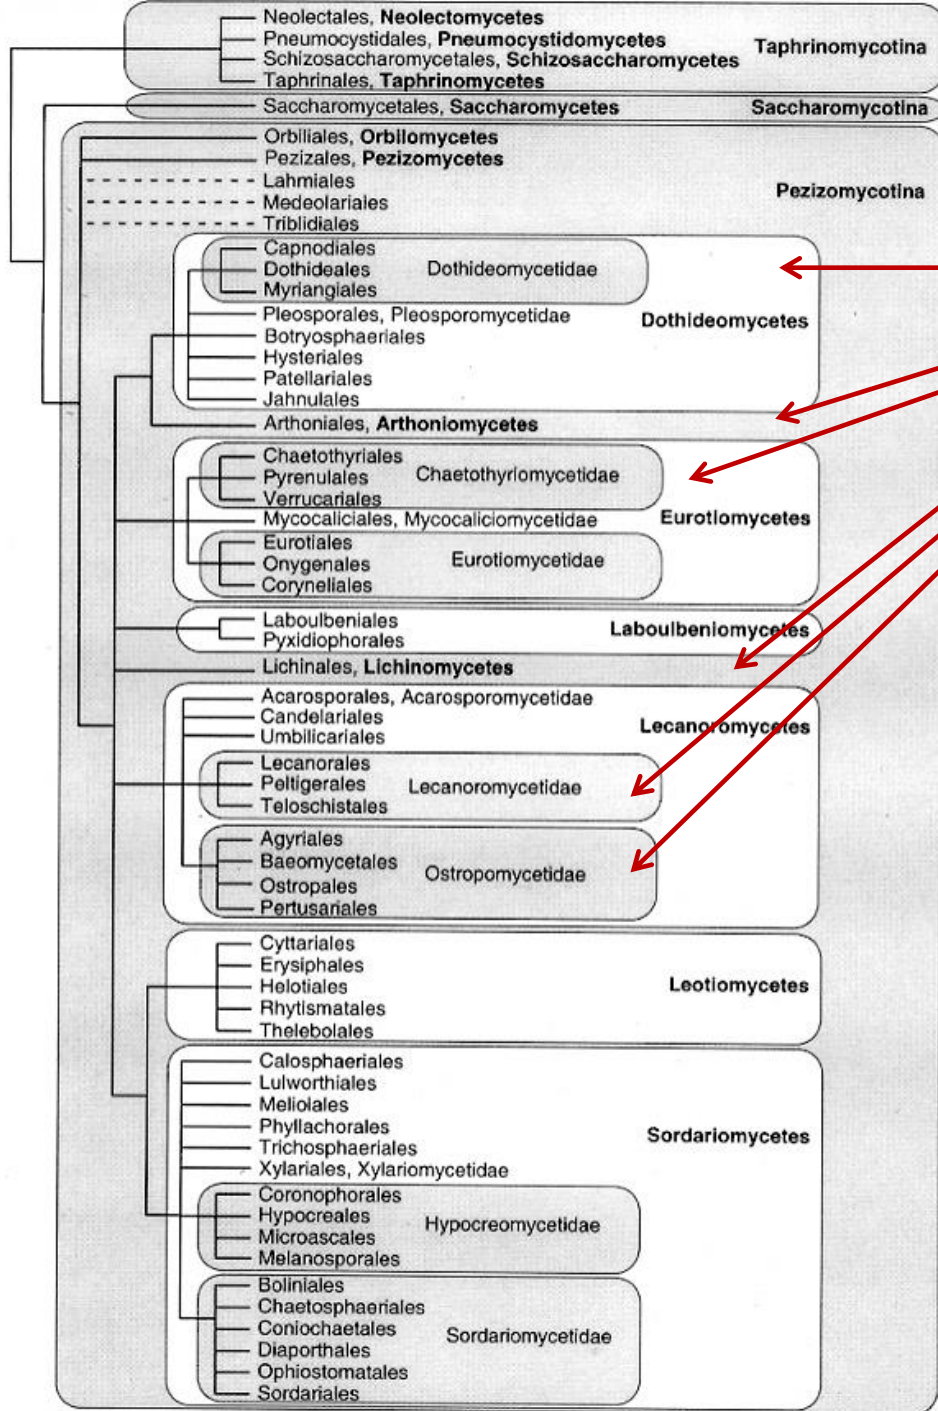 Neolectales, Neolectomycetes
Pneumocystidales, Pneumocystidomycetes
Taphrinomycotina
Schizosaccharomycetales, Schizosaccharomycetes
Taphrinales, Taphrinomycetes
Saccharomycetales, Saccharomycetes Saccharomycotina
Orbiliales, Orbilomycetes
Pezizales, Pezizomycetes
Lahmiales
Pezizomycotina
Medeolariales
Triblidiales
Capnodiales
Dothideales Dothideomycetidae
Myriangiales
Pleosporales, Pleosporomycetidae
Dothideomycetes
Botryosphaeriales
Hysteriales
Patellariales
Jahnulales
Arthoniales, Arthoniomycetes
Chaetothyriales
Pyrenulales Chaetothyriomycetidae
Verrucariales
Mycocaliciales, Mycocaliciomycetidae Eurotiomycetes
Eurotiales
Onygenales Eurotiomycetidae
Coryneliales
Laboulbeniales
Laboulbeniomycetes
Pyxidiophorales
Lichinales, Lichinomycetes
Acarosporales, Acarosporomycetidae
Candelariales
Lecanoromycetes
Umbilicariales
Lecanorales
Peltigerales Lecanoromycetidae
Teloschistales
Agyriales
Baeomycetales
Ostropomycetidae
Ostropales
Pertusariales
Cyttariales
Erysiphales
Helotiales Leotiomycetes
Rhytismatales
Thelebolales
Calosphaeriales
Lulworthiales
Meliolales
Phyllachorales
Sordariomycetes
Trichosphaeriales
Xylariales, Xylariomycetidae
Coronophorales
Hypocreales Hypocreomycetidae
Microascales
Melanosporales
Boliniales
Chaetosphaeriales
Coniochaetales Sordariomycetidae
Diaporthales
Ophiostomatales
Sordariales